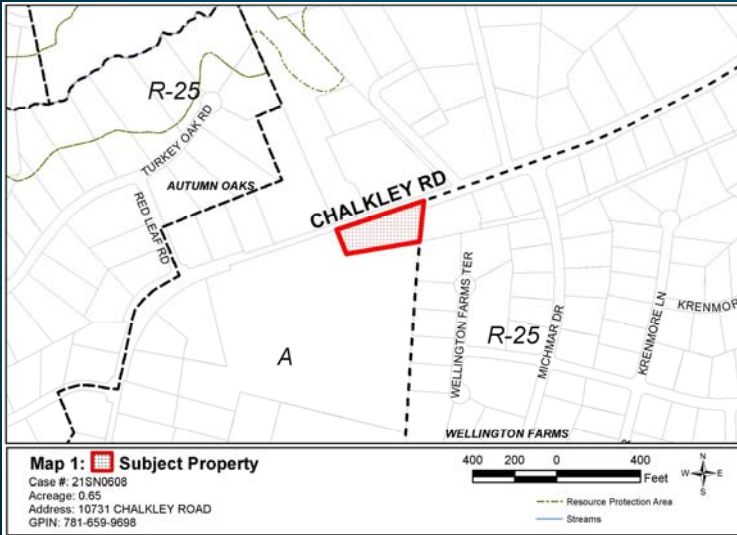 R-25
TURKEY OAK RD
AUTUMN OAKS
RED LEAF RD
CHALKLEY RD
WELLINGTON FARMS TER
MICHMAR DR
KRENMORE LN
KRENMOR
R-25
A
WELLINGTON FARMS
Map 1: Subject Property
Case #: 21SN0608
Acreage: 0.65
Address: 10731 CHALKLEY ROAD
GPIN: 781-659-9698
400 200 0 400
Feet
N
W E
S
Resource Protection Area
Streams